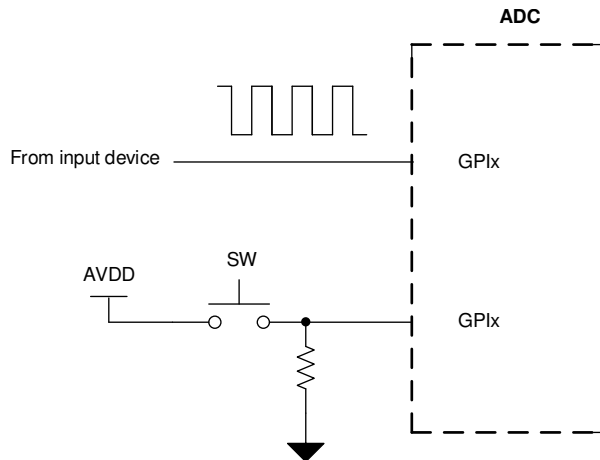 ADC
From input device
GPIx
SW
AVDD
GPIx